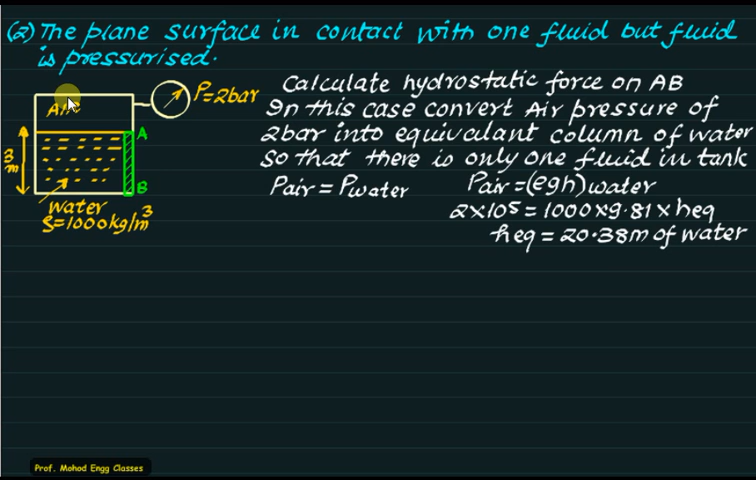 (2) The plane surface in contact with one fluid but fluid
is pressurised.
Calculate hydrostatic force on AB
In this case convert Air pressure of
2bar into equivalant column of water
so that there is only one fluid in tank
Pair = Pwater
Pair = (ρgh)water
2×10⁵ = 1000×9.81×heq
heq = 20.38m of water
Air
P=2bar
A
3
m
B
water
ρ=1000kg/m³
Prof. Mohod Engg Classes